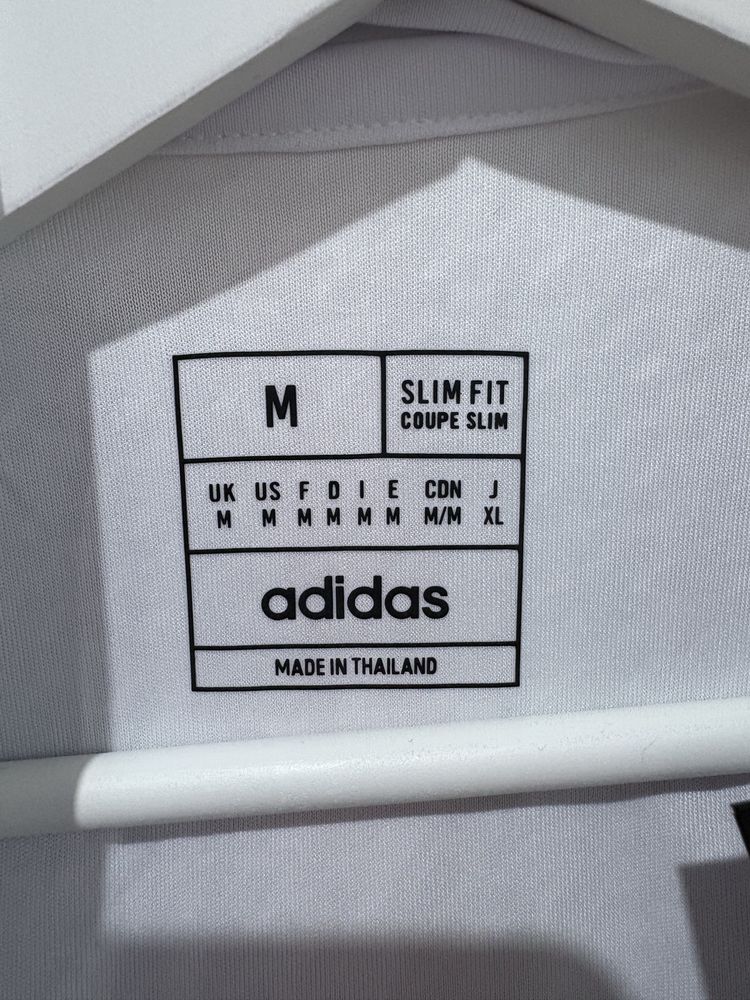 M
SLIM FIT
COUPE SLIM
UK US F D I E CDN J
M M M M M M M/M XL
adidas
MADE IN THAILAND